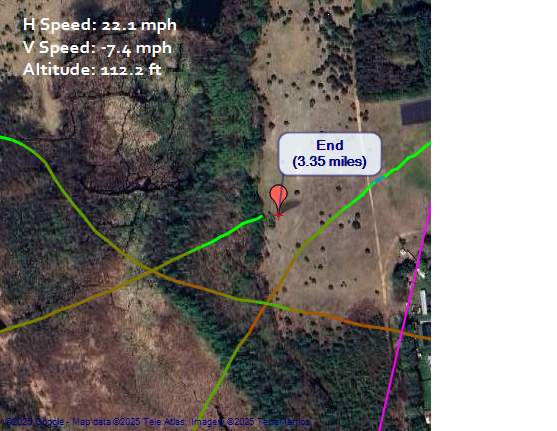 H Speed: 22.1 mph
V Speed: -7.4 mph
Altitude: 112.2 ft
End
(3.35 miles)
©2025 Google - Map data ©2025 Tele Atlas, Imagery ©2025 TerraMetrics